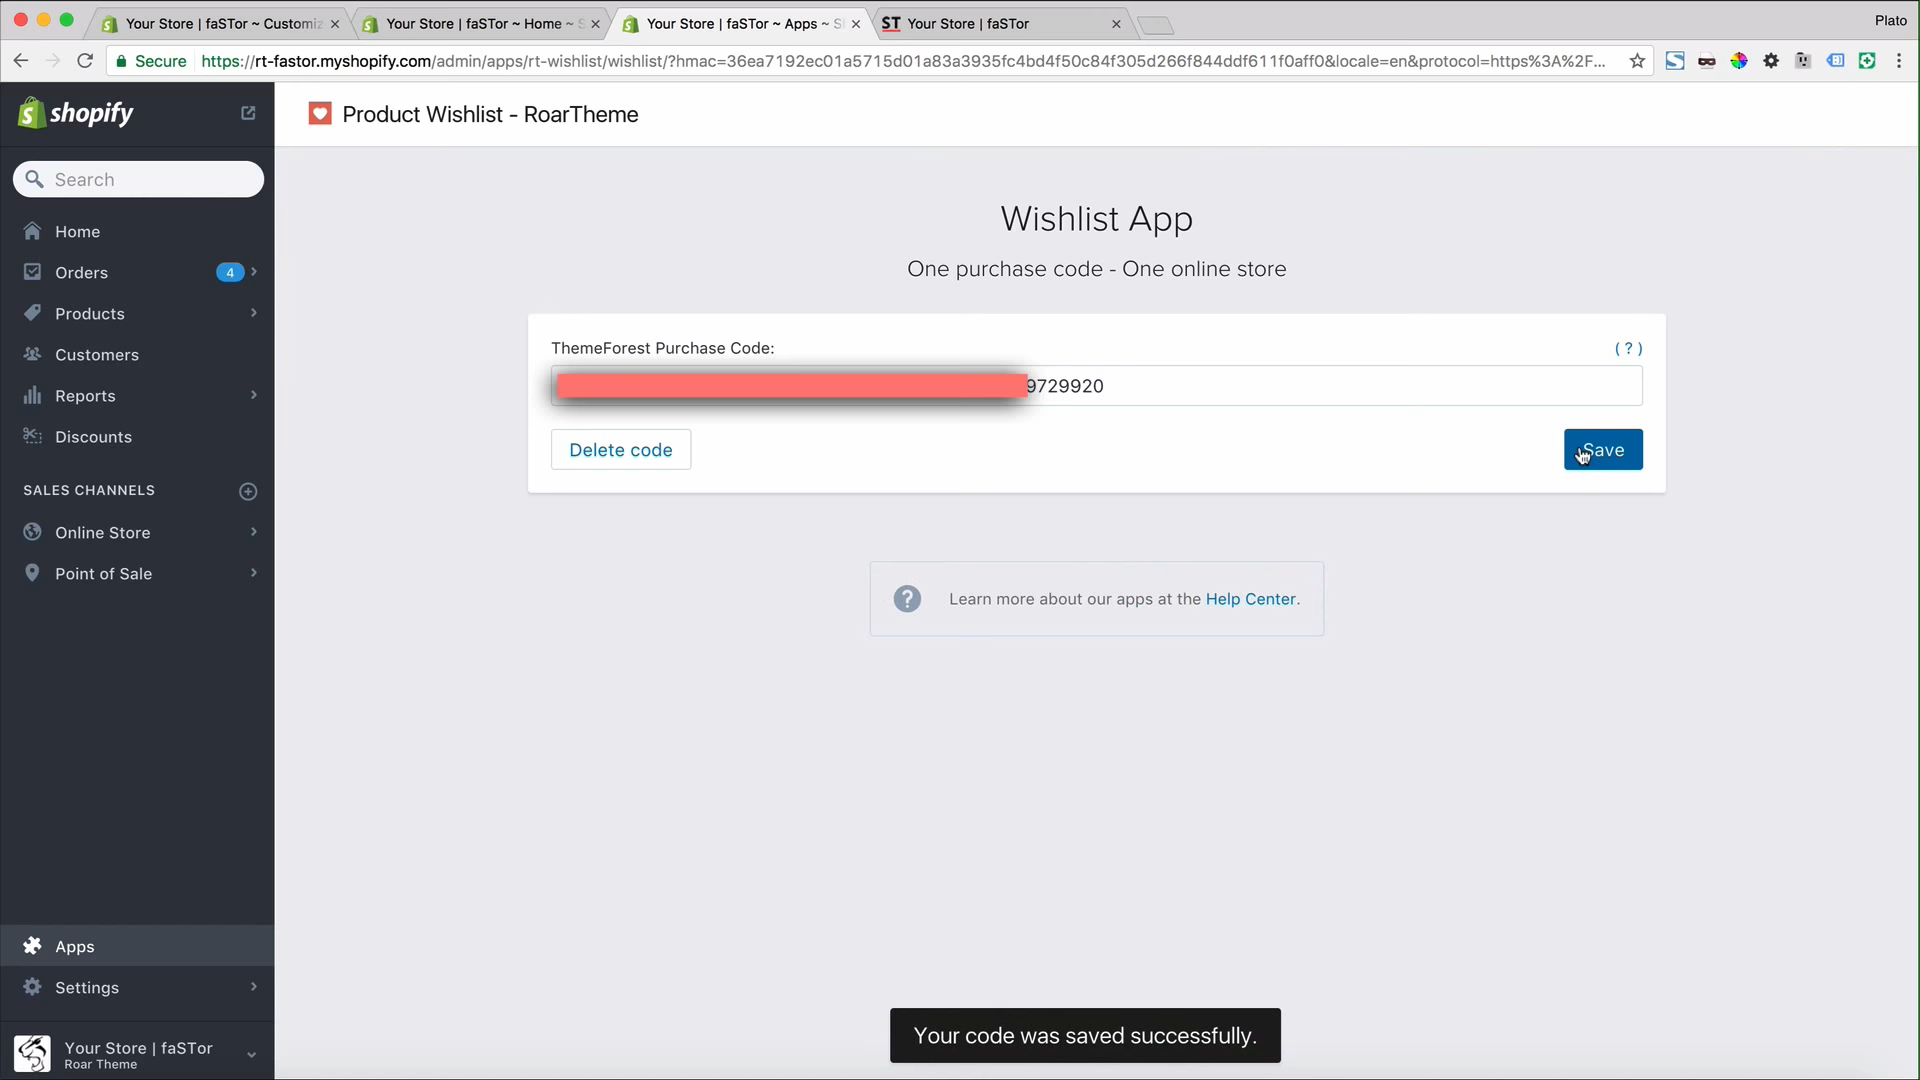 Your Store | faSTor ~ Customiz
Your Store | faSTor ~ Home ~ S
Your Store | faSTor ~ Apps ~ S
ST Your Store | faSTor
Plato
Secure https://rt-fastor.myshopify.com/admin/apps/rt-wishlist/wishlist/?hmac=36ea7192ec01a5715d01a83a3935fc4bd4f50c84f305d266f844ddf611f0aff0&locale=en&protocol=https%3A%2F...
shopify
Product Wishlist - RoarTheme
Search
Home
Orders 4
Products
Customers
Reports
Discounts
SALES CHANNELS
Online Store
Point of Sale
Apps
Settings
Your Store | faSTor
Roar Theme
Wishlist App
One purchase code - One online store
ThemeForest Purchase Code:
( ? )
9729920
Delete code
Save
Learn more about our apps at the Help Center.
Your code was saved successfully.